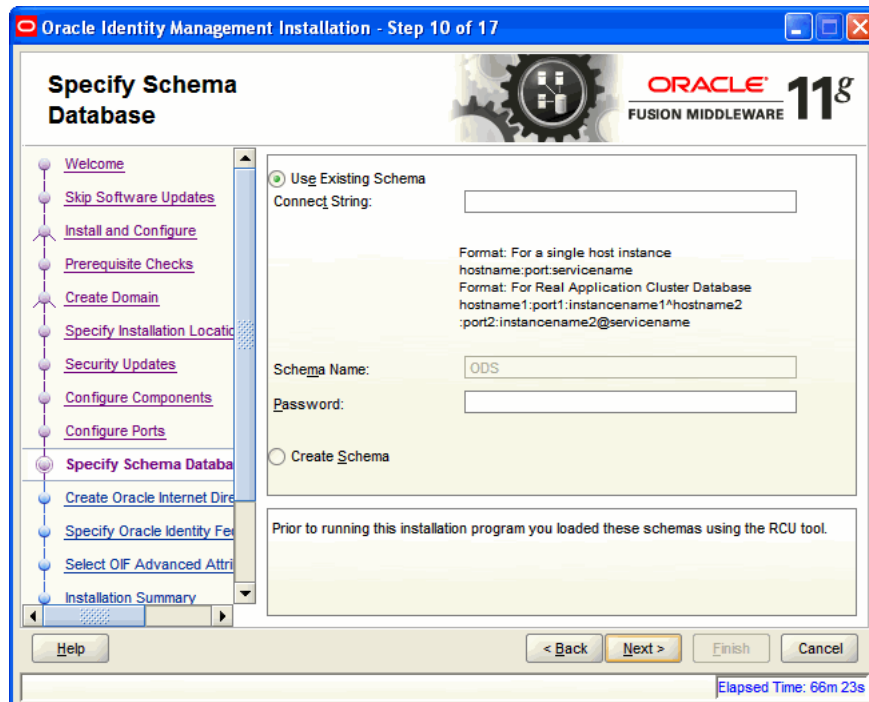 Oracle Identity Management Installation - Step 10 of 17
Specify Schema
Database
ORACLE
FUSION MIDDLEWARE
11g
Welcome
Skip Software Updates
Install and Configure
Prerequisite Checks
Create Domain
Specify Installation Locatio
Security Updates
Configure Components
Configure Ports
Specify Schema Databa
Create Oracle Internet Dire
Specify Oracle Identity Fe
Select OIF Advanced Attri
Installation Summary
Use Existing Schema
Connect String:
Format: For a single host instance
hostname:port:servicename
Format: For Real Application Cluster Database
hostname1:port1:instancename1^hostname2
:port2:instancename2@servicename
Schema Name:
ODS
Password:
Create Schema
Prior to running this installation program you loaded these schemas using the RCU tool.
Help
< Back
Next >
Finish
Cancel
Elapsed Time: 66m 23s